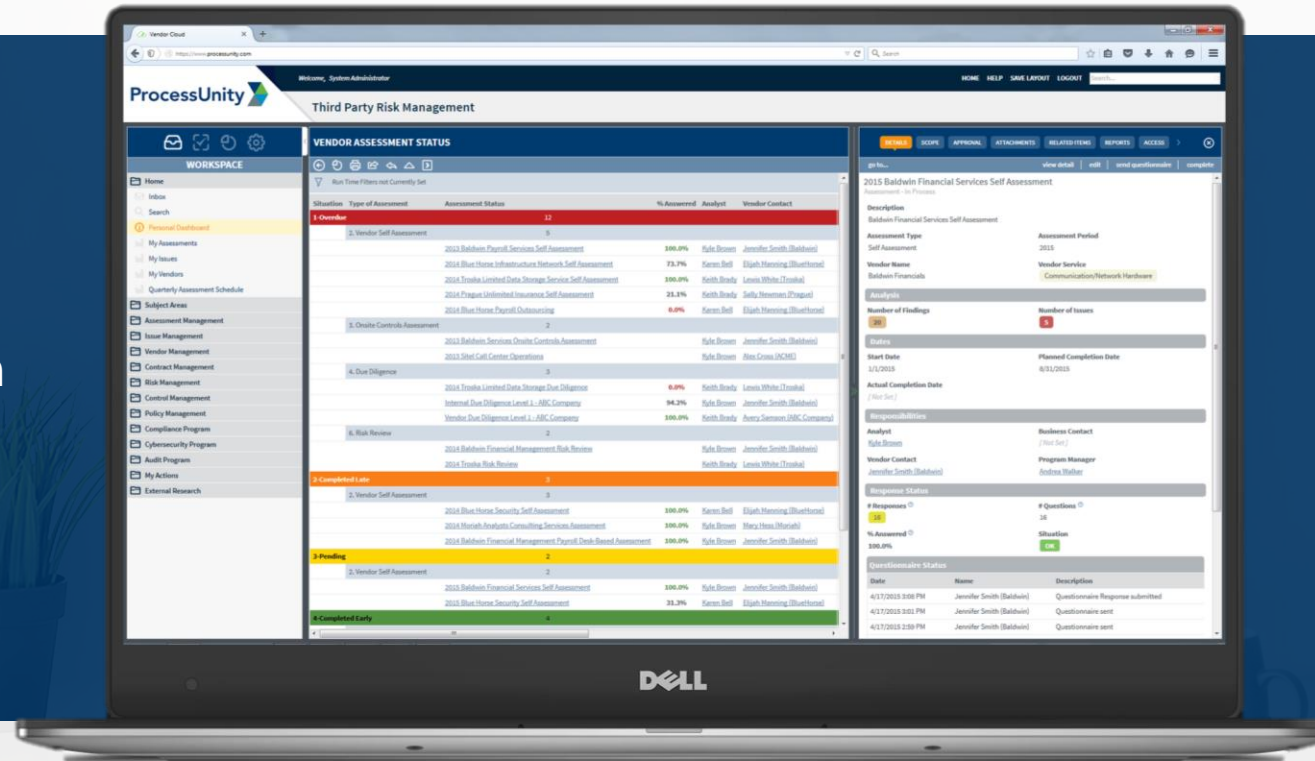 Vendor Cloud
https://www.processunity.com
Search
ProcessUnity
Welcome, System Administrator
HOME HELP SAVE LAYOUT LOGOUT Search...
Third Party Risk Management
WORKSPACE
Home
Inbox
Search
Personal Dashboard
My Assessments
My Issues
My Vendors
Quarterly Assessment Schedule
Subject Areas
Assessment Management
Issue Management
Vendor Management
Contract Management
Risk Management
Control Management
Policy Management
Compliance Program
Cybersecurity Program
Audit Program
My Actions
External Research
VENDOR ASSESSMENT STATUS
Run Time Filters not Currently Set
Situation Type of Assesment Assessment Status % Answered Analyst Vendor Contact
1-Overdue 12
2. Vendor Self Assessment 5
2013 Baldwin Payroll Services Self Assessment 100.0% Kyle Brown Jennifer Smith (Baldwin)
2014 Blue Horse Infrastructure Network Self Assessment 73.7% Karen Bell Elijah Manning (BlueHorse)
2014 Troska Limited Data Storage Service Self Assessment 100.0% Keith Brady Lewis White (Troska)
2014 Prague Unlimited Insurance Self Assessment 21.1% Keith Brady Sally Newman (Prague)
2014 Blue Horse Payroll Outsourcing 0.0% Karen Bell Elijah Manning (BlueHorse)
3. Onsite Controls Assessment 2
2013 Baldwin Services Onsite Controls Assessment Kyle Brown Jennifer Smith (Baldwin)
2015 Sitel Call Center Operations Kyle Brown Alex Cross (ACME)
4. Due Diligence 3
2014 Troska Limited Data Storage Due Diligence 0.0% Keith Brady Lewis White (Troska)
Internal Due Diligence Level 1 - ABC Company 94.3% Kyle Brown Jennifer Smith (Baldwin)
Vendor Due Diligence Level 1 - ABC Company 100.0% Keith Brady Avery Samson (ABC Company)
6. Risk Review 2
2014 Baldwin Financial Management Risk Review Kyle Brown Jennifer Smith (Baldwin)
2014 Troska Risk Review Keith Brady Lewis White (Troska)
2-Completed Late 3
2. Vendor Self Assessment 3
2014 Blue Horse Security Self Assessment 100.0% Karen Bell Elijah Manning (BlueHorse)
2014 Moriah Analysts Consulting Services Assessment 100.0% Kyle Brown Mary Hess (Moriah)
2014 Baldwin Financial Management Payroll Desk-Based Assessment 100.0% Kyle Brown Jennifer Smith (Baldwin)
3-Pending 2
2. Vendor Self Assessment 2
2015 Baldwin Financial Services Self Assessment 100.0% Kyle Brown Jennifer Smith (Baldwin)
2015 Blue Horse Security Self Assessment 31.3% Karen Bell Elijah Manning (BlueHorse)
4-Completed Early 4
DETAILS SCOPE APPROVAL ATTACHMENTS RELATED ITEMS REPORTS ACCESS
go to... view detail | edit | send questionnaire | complete
2015 Baldwin Financial Services Self Assessment
Assessment - In Process
Description
Baldwin Financial Services Self Assessment
Assessment Type Assessment Period
Self Assessment 2015
Vendor Name Vendor Service
Baldwin Financials Communication/Network Hardware
Analysis
Number of Findings Number of Issues
20 5
Dates
Start Date Planned Completion Date
1/1/2015 8/31/2015
Actual Completion Date
[Not Set]
Responsibilities
Analyst Business Contact
Kyle Brown [Not Set]
Vendor Contact Program Manager
Jennifer Smith (Baldwin) Andrea Walker
Response Status
# Responses # Questions
16 16
% Answered Situation
100.0% OK
Questionnaire Status
Date Name Description
4/17/2015 3:08 PM Jennifer Smith (Baldwin) Questionnaire Response submitted
4/17/2015 3:01 PM Jennifer Smith (Baldwin) Questionnaire sent
4/17/2015 2:59 PM Jennifer Smith (Baldwin) Questionnaire sent
DELL